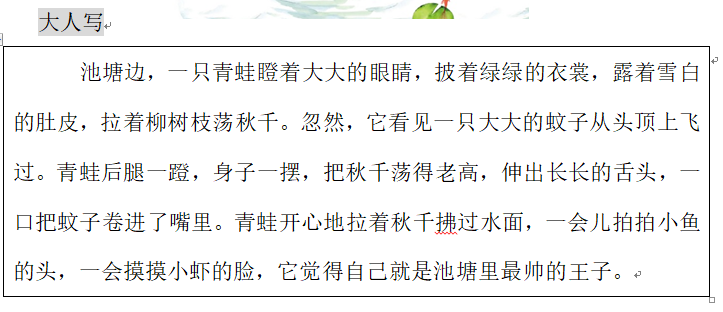 大人写
池塘边，一只青蛙瞪着大大的眼睛，披着绿绿的衣裳，露着雪白
的肚皮，拉着柳树枝荡秋千。忽然，它看见一只大大的蚊子从头顶上飞
过。青蛙后腿一蹬，身子一摆，把秋千荡得老高，伸出长长的舌头，一
口把蚊子卷进了嘴里。青蛙开心地拉着秋千拂过水面，一会儿拍拍小鱼
的头，一会摸摸小虾的脸，它觉得自己就是池塘里最帅的王子。